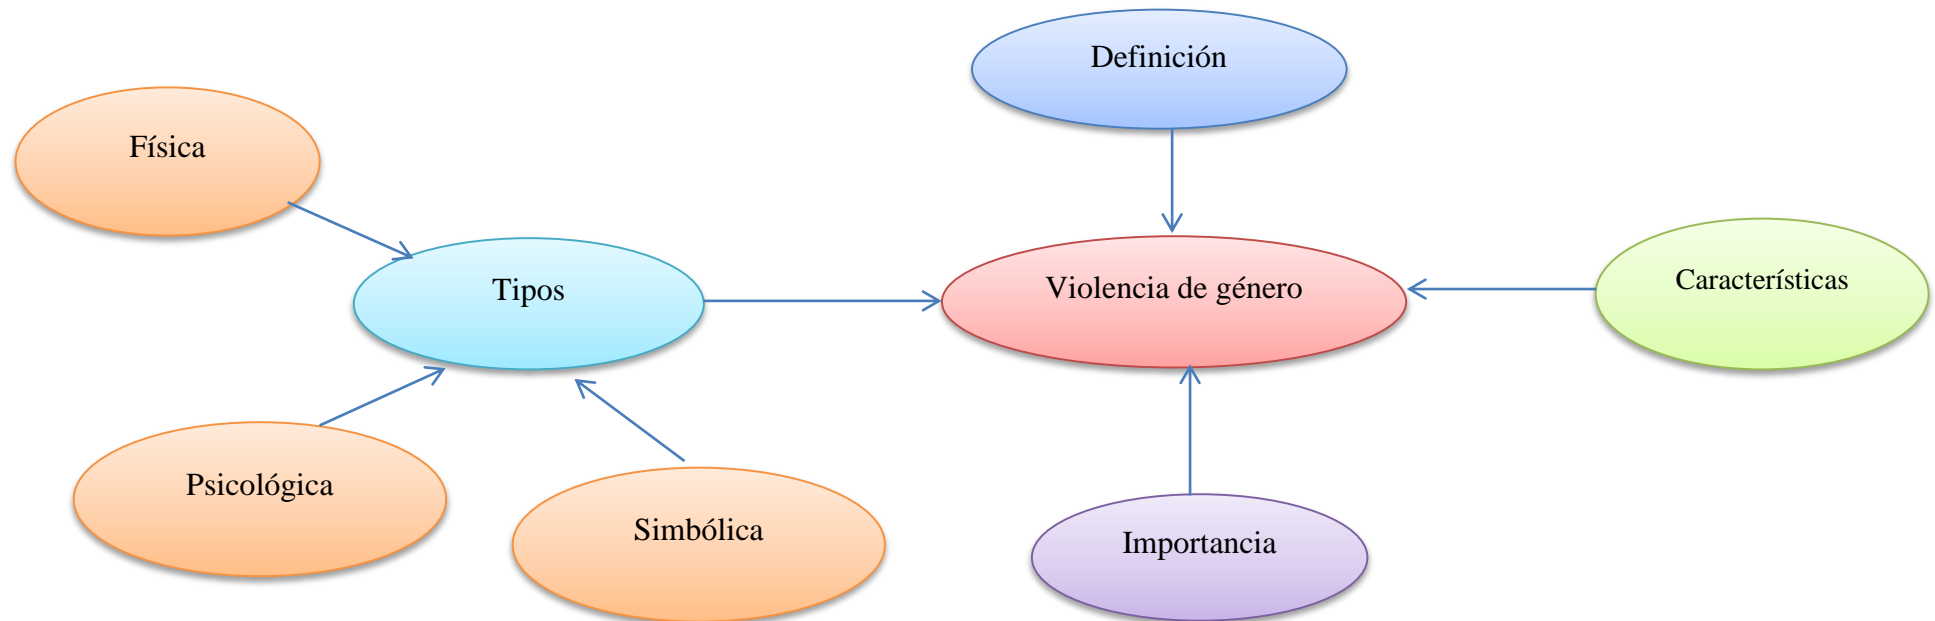 Definición
Física
Tipos
Violencia de género
Características
Psicológica
Simbólica
Importancia